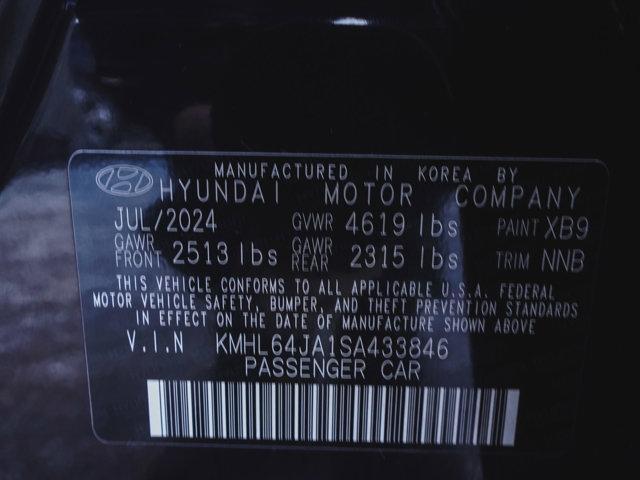 MANUFACTURED IN KOREA BY
HYUNDAI MOTOR COMPANY
JUL/2024 GVWR 4619 lbs PAINT XB9
GAWR FRONT 2513 lbs GAWR REAR 2315 lbs TRIM NNB
THIS VEHICLE CONFORMS TO ALL APPLICABLE U.S.A. FEDERAL
MOTOR VEHICLE SAFETY, BUMPER, AND THEFT PREVENTION STANDARDS
IN EFFECT ON THE DATE OF MANUFACTURE SHOWN ABOVE
V.I.N KMHL64JA1SA433846
PASSENGER CAR